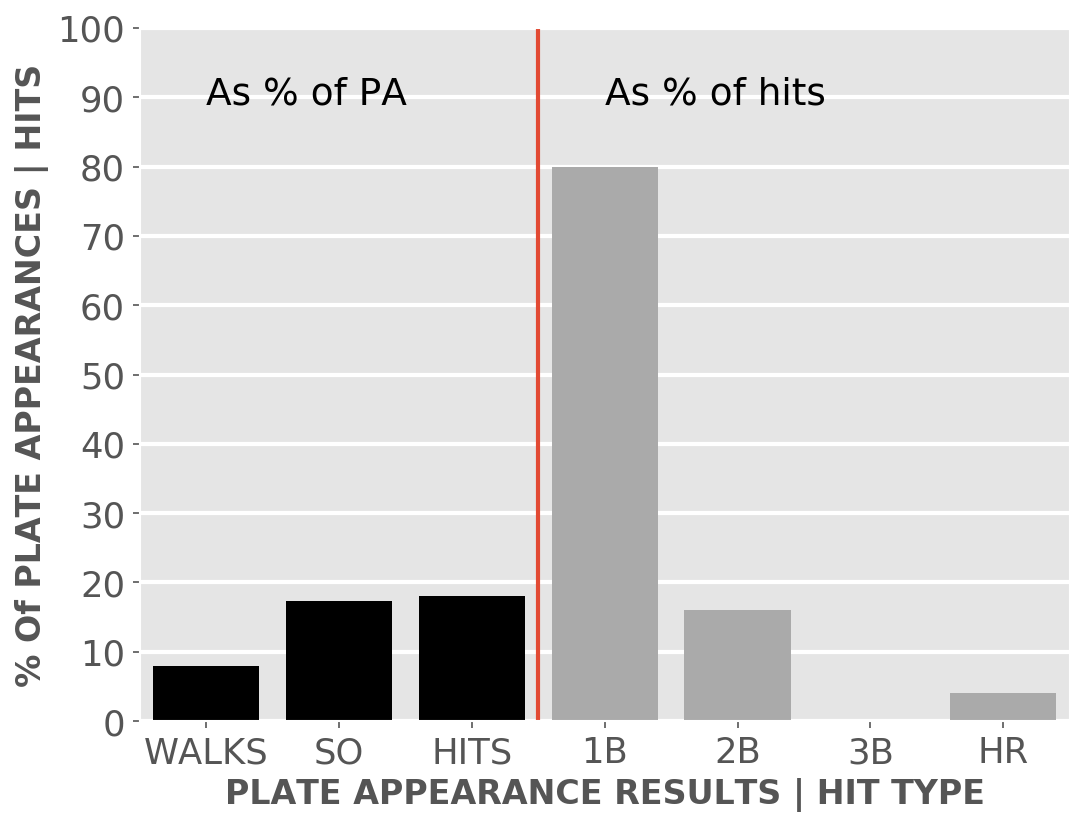 100
90
80
70
60
50
40
30
20
10
0
% Of PLATE APPEARANCES | HITS
As % of PA
As % of hits
WALKS SO HITS 1B 2B 3B HR
PLATE APPEARANCE RESULTS | HIT TYPE